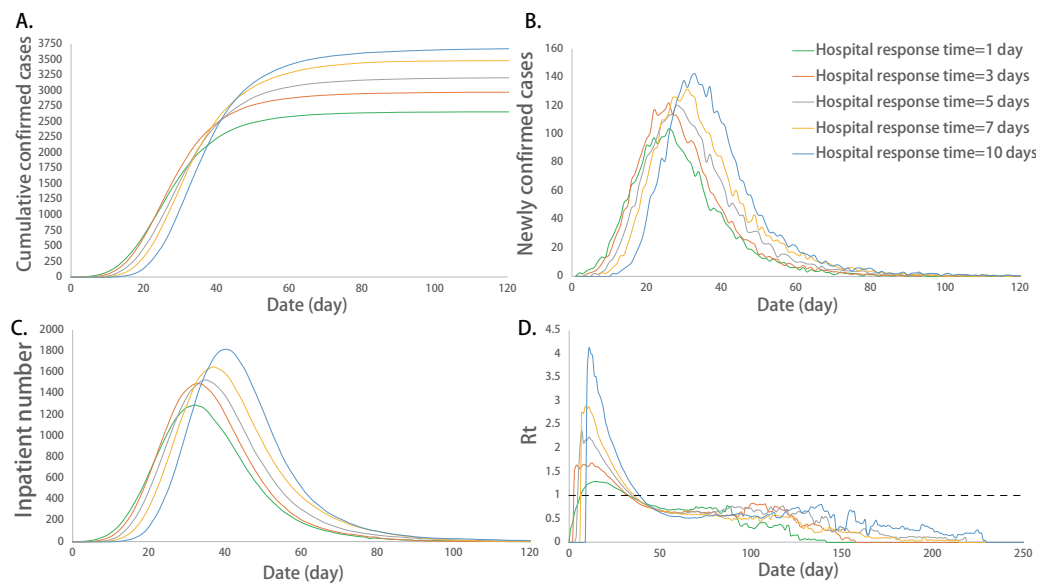 A.
Cumulative confirmed cases
3750
3500
3250
3000
2750
2500
2250
2000
1750
1500
1250
1000
750
500
250
0
0 20 40 60 80 100 120
Date (day)
B.
Newly confirmed cases
160
140
120
100
80
60
40
20
0
0 20 40 60 80 100 120
Date (day)
Hospital response time=1 day
Hospital response time=3 days
Hospital response time=5 days
Hospital response time=7 days
Hospital response time=10 days
C.
Inpatient number
2000
1800
1600
1400
1200
1000
800
600
400
200
0
0 20 40 60 80 100 120
Date (day)
D.
Rt
4.5
4
3.5
3
2.5
2
1.5
1
0.5
0
0 50 100 150 200 250
Date (day)